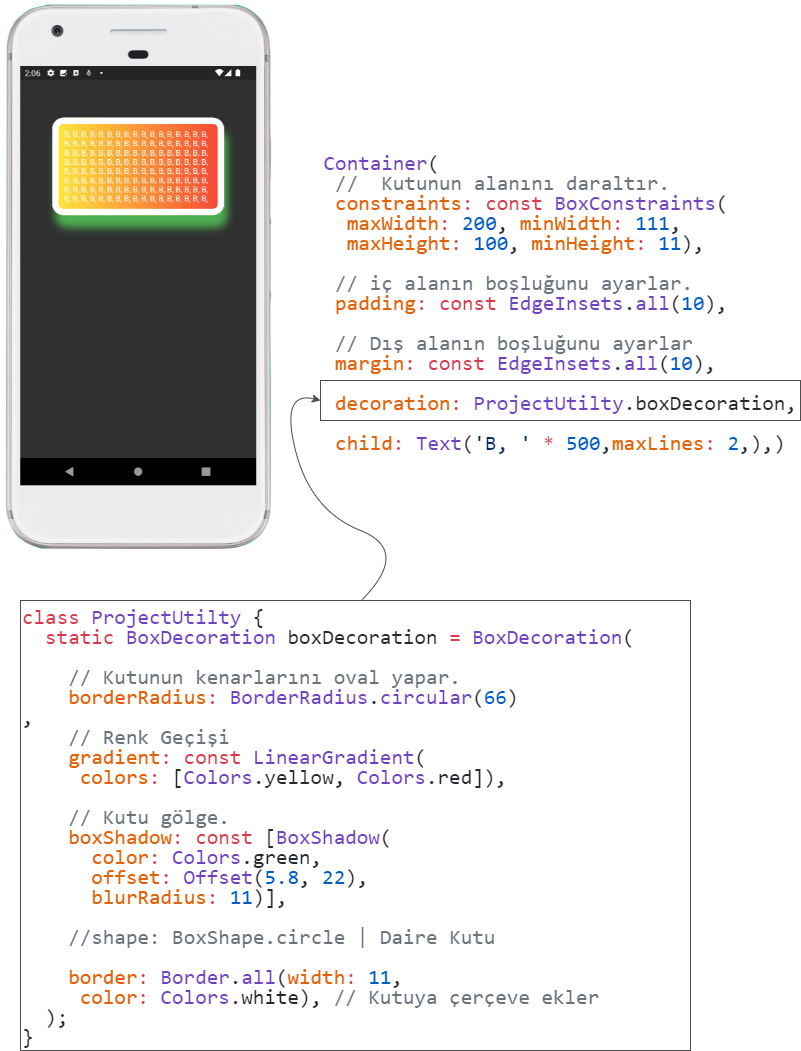 2:06
B, B, B, B, B, B, B, B, B, B, B, B, B, B, B, B, B,
B, B, B, B, B, B, B, B, B, B, B, B, B, B, B, B, B,
B, B, B, B, B, B, B, B, B, B, B, B, B, B, B, B, B,
B, B, B, B, B, B, B, B, B, B, B, B, B, B, B, B, B,
B, B, B, B, B, B, B, B, B, B, B, B, B, B, B, B, B,
B, B, B, B, B, B, B, B, B, B, B, B, B, B, B, B, B,
B, B, B, B, B, B, B, B, B, B, B, B, B, B, B, B, B,
B, B, B, B, B, B, B, B, B, B, B, B, B, B, B, B, B,
Container(
// Kutunun alanını daraltır.
constraints: const BoxConstraints(
maxWidth: 200, minWidth: 111,
maxHeight: 100, minHeight: 11),
// iç alanın boşluğunu ayarlar.
padding: const EdgeInsets.all(10),
// Dış alanın boşluğunu ayarlar
margin: const EdgeInsets.all(10),
decoration: ProjectUtilty.boxDecoration,
child: Text('B, ' * 500,maxLines: 2,),)
class ProjectUtilty {
static BoxDecoration boxDecoration = BoxDecoration(
// Kutunun kenarlarını oval yapar.
borderRadius: BorderRadius.circular(66)
,
// Renk Geçişi
gradient: const LinearGradient(
colors: [Colors.yellow, Colors.red]),
// Kutu gölge.
boxShadow: const [BoxShadow(
color: Colors.green,
offset: Offset(5.8, 22),
blurRadius: 11)],
//shape: BoxShape.circle | Daire Kutu
border: Border.all(width: 11,
color: Colors.white), // Kutuya çerçeve ekler
);
}